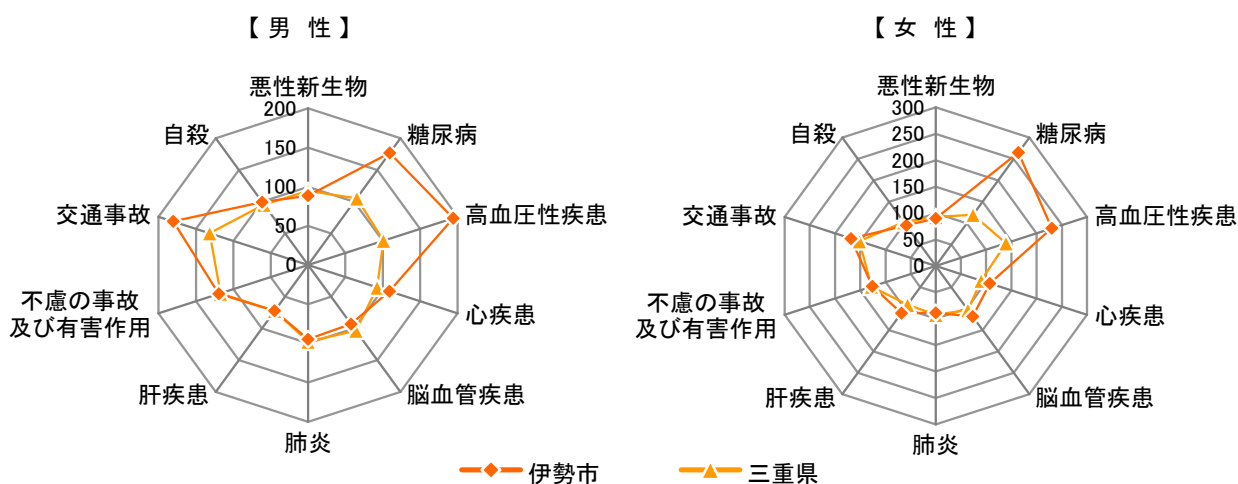 【 男 性 】
悪性新生物
200
150
100
50
0
糖尿病
高血圧性疾患
心疾患
脳血管疾患
肺炎
肝疾患
不慮の事故
及び有害作用
交通事故
自殺
【 女 性 】
悪性新生物
300
250
200
150
100
50
0
糖尿病
高血圧性疾患
心疾患
脳血管疾患
肺炎
肝疾患
不慮の事故
及び有害作用
交通事故
自殺
伊勢市
三重県